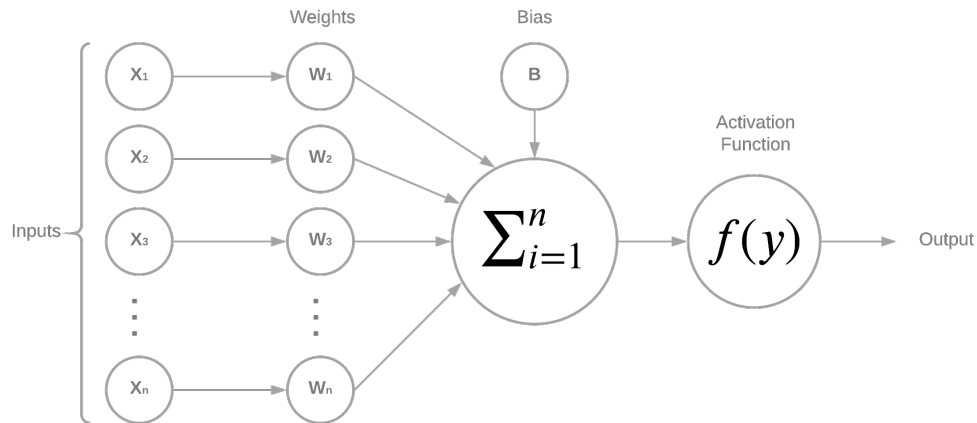 Weights
Bias
X₁
W₁
B
Activation
Function
X₂
W₂
Inputs
X₃
W₃
∑ⁿᵢ₌₁
f(y)
Output
⋮
⋮
Xₙ
Wₙ